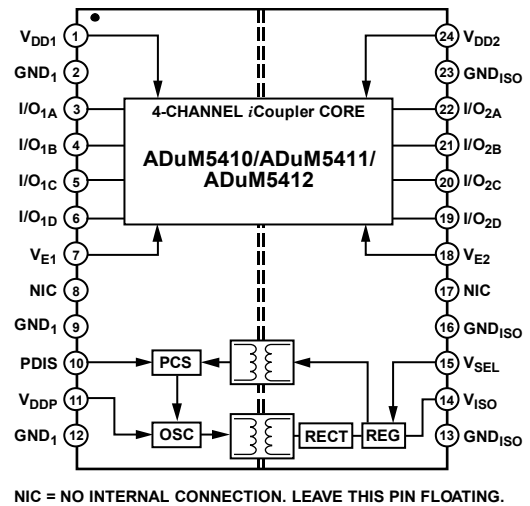 VDD1 1 24 VDD2
GND1 2 23 GNDISO
4-CHANNEL iCoupler CORE
I/O1A 3 22 I/O2A
I/O1B 4 21 I/O2B
ADuM5410/ADuM5411/
ADuM5412
I/O1C 5 20 I/O2C
I/O1D 6 19 I/O2D
VE1 7 18 VE2
NIC 8 17 NIC
GND1 9 16 GNDISO
PDIS 10 PCS 15 VSEL
VDDP 11 14 VISO
GND1 12 OSC RECT REG 13 GNDISO
NIC = NO INTERNAL CONNECTION. LEAVE THIS PIN FLOATING.